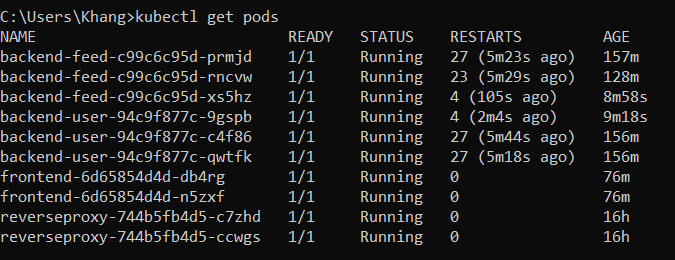 C:\Users\Khang>kubectl get pods
NAME READY STATUS RESTARTS AGE
backend-feed-c99c6c95d-prmjd 1/1 Running 27 (5m23s ago) 157m
backend-feed-c99c6c95d-rncvw 1/1 Running 23 (5m29s ago) 128m
backend-feed-c99c6c95d-xs5hz 1/1 Running 4 (105s ago) 8m58s
backend-user-94c9f877c-9gspb 1/1 Running 4 (2m4s ago) 9m18s
backend-user-94c9f877c-c4f86 1/1 Running 27 (5m44s ago) 156m
backend-user-94c9f877c-qwtfk 1/1 Running 27 (5m18s ago) 156m
frontend-6d65854d4d-db4rg 1/1 Running 0 76m
frontend-6d65854d4d-n5zxf 1/1 Running 0 76m
reverseproxy-744b5fb4d5-c7zhd 1/1 Running 0 16h
reverseproxy-744b5fb4d5-ccwgs 1/1 Running 0 16h